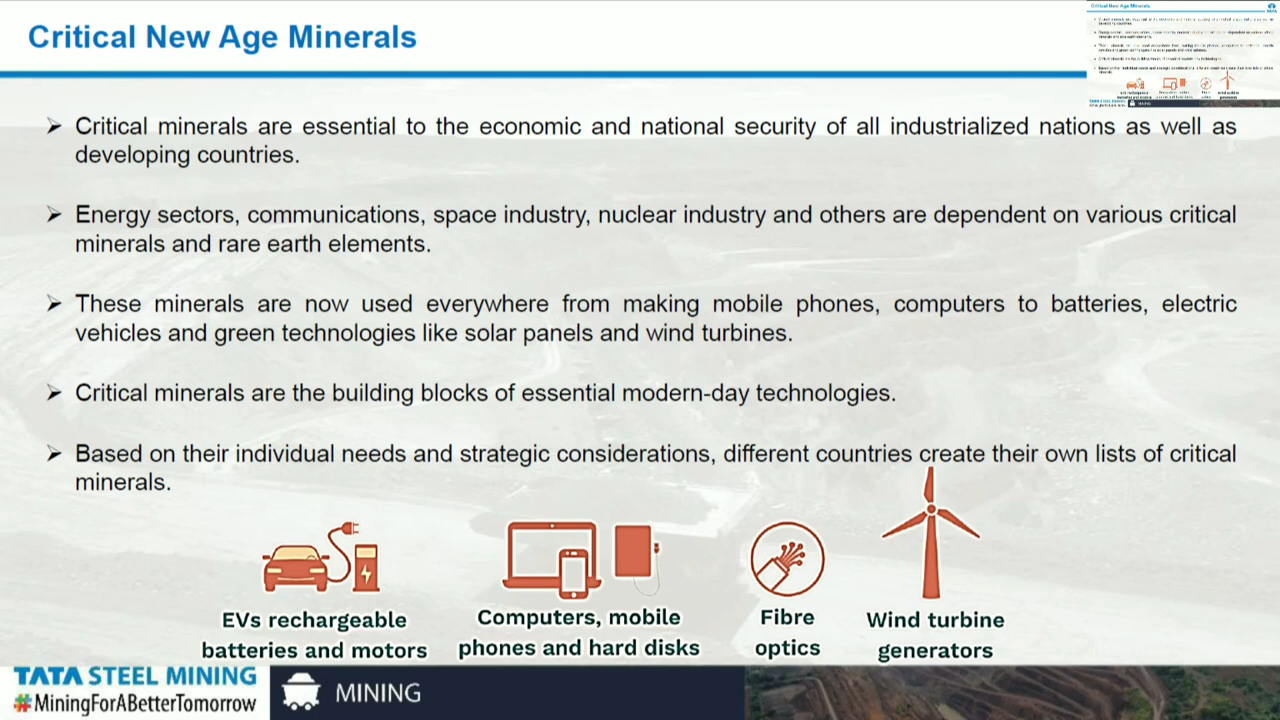 Critical New Age Minerals
Critical New Age Minerals
TATA
➢ Critical minerals are essential to the economic and national security of all industrialized nations as well as
developing countries.
➢ Energy sectors, communications, space industry, nuclear industry and others are dependent on various critical
minerals and rare earth elements.
➢ These minerals are now used everywhere from making mobile phones, computers to batteries, electric
vehicles and green technologies like solar panels and wind turbines.
➢ Critical minerals are the building blocks of essential modern-day technologies.
➢ Based on their individual needs and strategic considerations, different countries create their own lists of critical
minerals.
EVs rechargeable
batteries and motors
Computers, mobile
phones and hard disks
Fibre
optics
Wind turbine
generators
TATA STEEL MINING
#MiningForABetterTomorrow
MINING